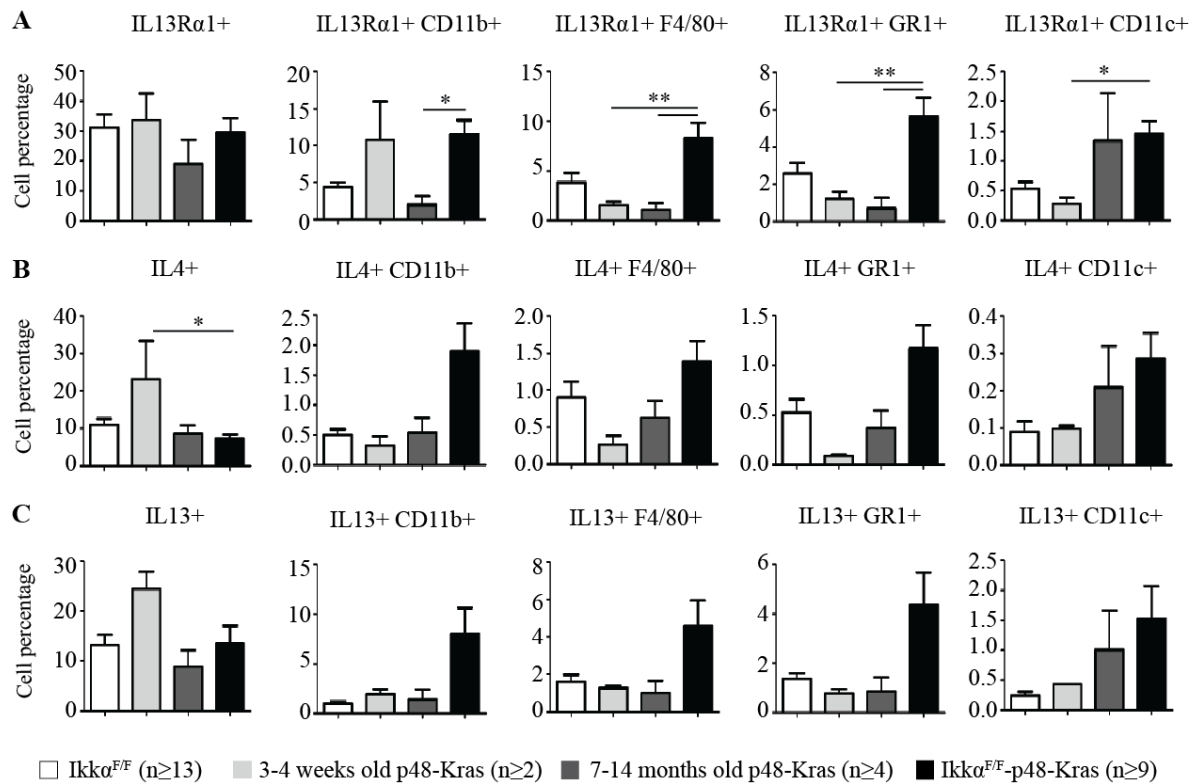 A IL13Rα1+ IL13Rα1+ CD11b+ IL13Rα1+ F4/80+ IL13Rα1+ GR1+ IL13Rα1+ CD11c+
Cell percentage
50 40 30 20 10 0
20 15 10 5 0 *
15 10 5 0 **
8 6 4 2 0 **
2.5 2.0 1.5 1.0 0.5 0.0 *
B IL4+ IL4+ CD11b+ IL4+ F4/80+ IL4+ GR1+ IL4+ CD11c+
Cell percentage
40 30 20 10 0 *
2.5 2.0 1.5 1.0 0.5 0.0
2.0 1.5 1.0 0.5 0.0
1.5 1.0 0.5 0.0
0.4 0.3 0.2 0.1 0.0
C IL13+ IL13+ CD11b+ IL13+ F4/80+ IL13+ GR1+ IL13+ CD11c+
Cell percentage
30 20 10 0
15 10 5 0
8 6 4 2 0
6 4 2 0
2.5 2.0 1.5 1.0 0.5 0.0
Ikkα^F/F (n≥13) 3-4 weeks old p48-Kras (n≥2) 7-14 months old p48-Kras (n≥4) Ikkα^F/F-p48-Kras (n≥9)